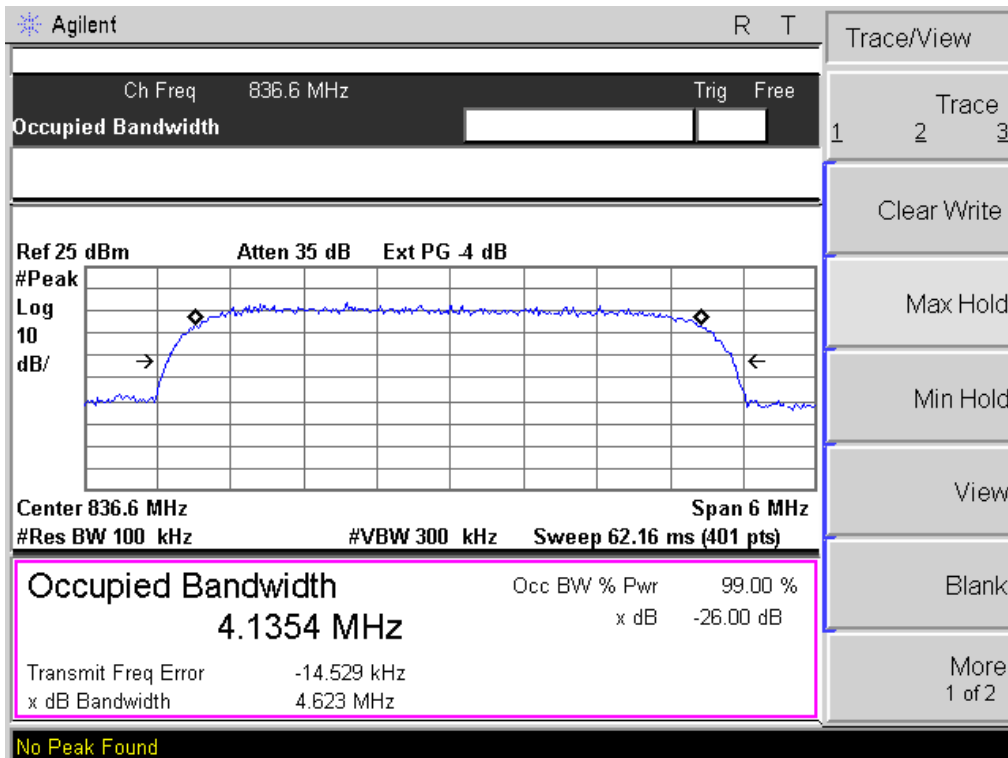 Agilent R T
Ch Freq 836.6 MHz Trig Free
Occupied Bandwidth
Ref 25 dBm Atten 35 dB Ext PG -4 dB
#Peak
Log
10
dB/
Center 836.6 MHz Span 6 MHz
#Res BW 100 kHz #VBW 300 kHz Sweep 62.16 ms (401 pts)
Occupied Bandwidth
4.1354 MHz
Occ BW % Pwr 99.00 %
x dB -26.00 dB
Transmit Freq Error -14.529 kHz
x dB Bandwidth 4.623 MHz
No Peak Found
Trace/View
Trace
1 2 3
Clear Write
Max Hold
Min Hold
View
Blank
More
1 of 2